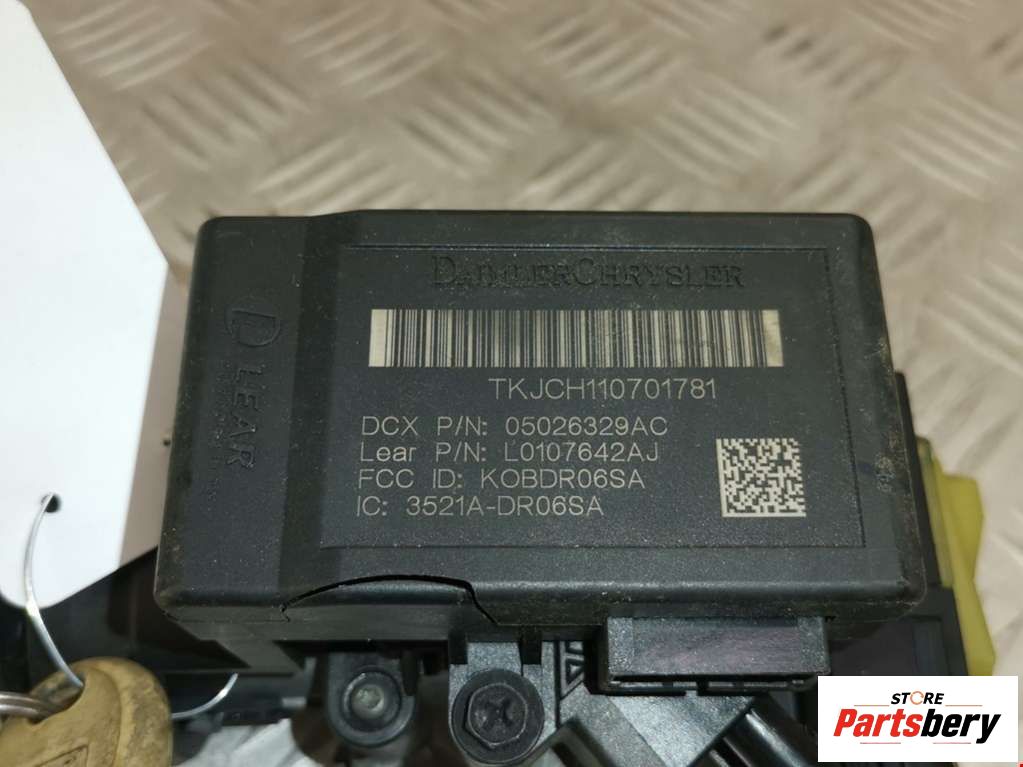 DAIMLERCHRYSLER
LEAR
TKJCH110701781
DCX P/N: 05026329AC
Lear P/N: L0107642AJ
FCC ID: KOBDR06SA
IC: 3521A-DR06SA
STORE
Partsbery